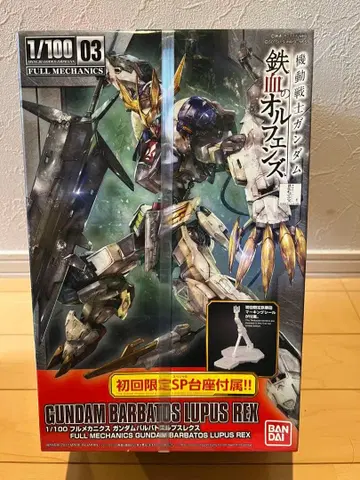 1/100
03
FULL MECHANICS
機動戦士ガンダム
鉄血のオルフェンズ
初回限定SP台座付属!!
GUNDAM BARBATOS LUPUS REX
1/100 フルメカニクス ガンダムバルバトスルプスレクス
FULL MECHANICS GUNDAM BARBATOS LUPUS REX
BAN
DAI